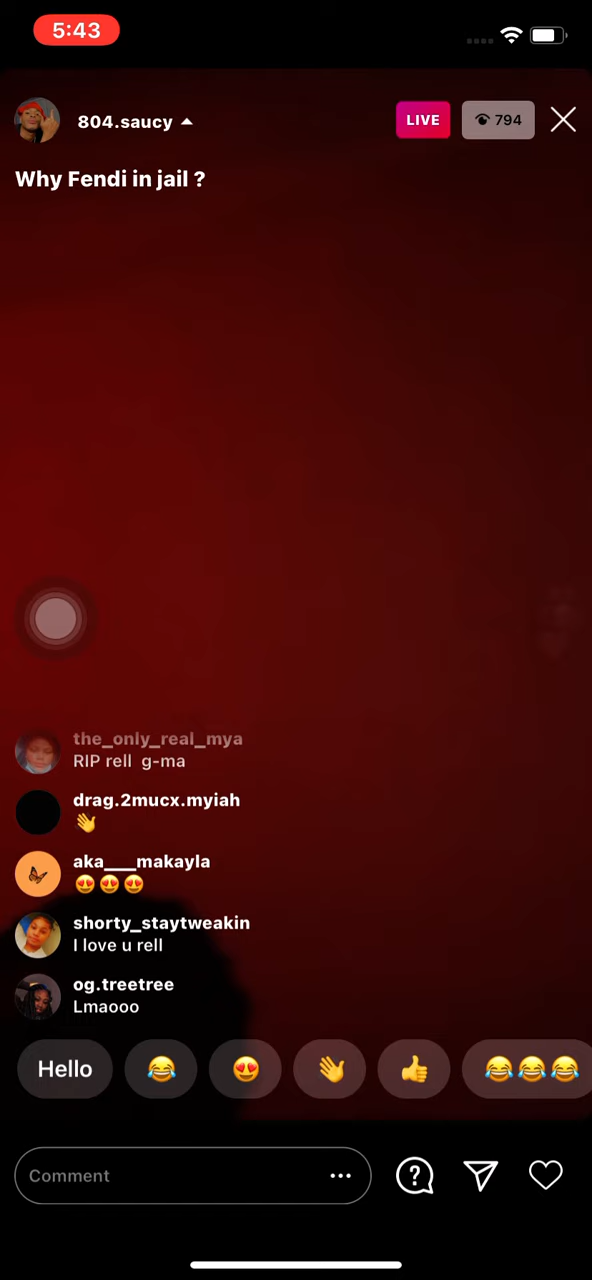 5:43
804.saucy
LIVE
794
Why Fendi in jail ?
the_only_real_mya
RIP rell g-ma
drag.2mucx.myiah
👋
aka___makayla
😍😍😍
shorty_staytweakin
I love u rell
og.treetree
Lmaooo
Hello 😂 😍 👋 👍 😂😂😂
Comment